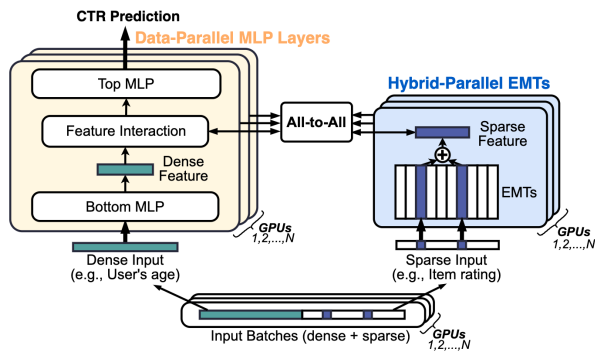 CTR Prediction
Data-Parallel MLP Layers
Top MLP
Feature Interaction
Dense
Feature
Bottom MLP
GPUs
1,2,...,N
Dense Input
(e.g., User's age)
All-to-All
Hybrid-Parallel EMTs
Sparse
Feature
EMTs
GPUs
1,2,...,N
Sparse Input
(e.g., Item rating)
Input Batches (dense + sparse)
GPUs
1,2,...,N